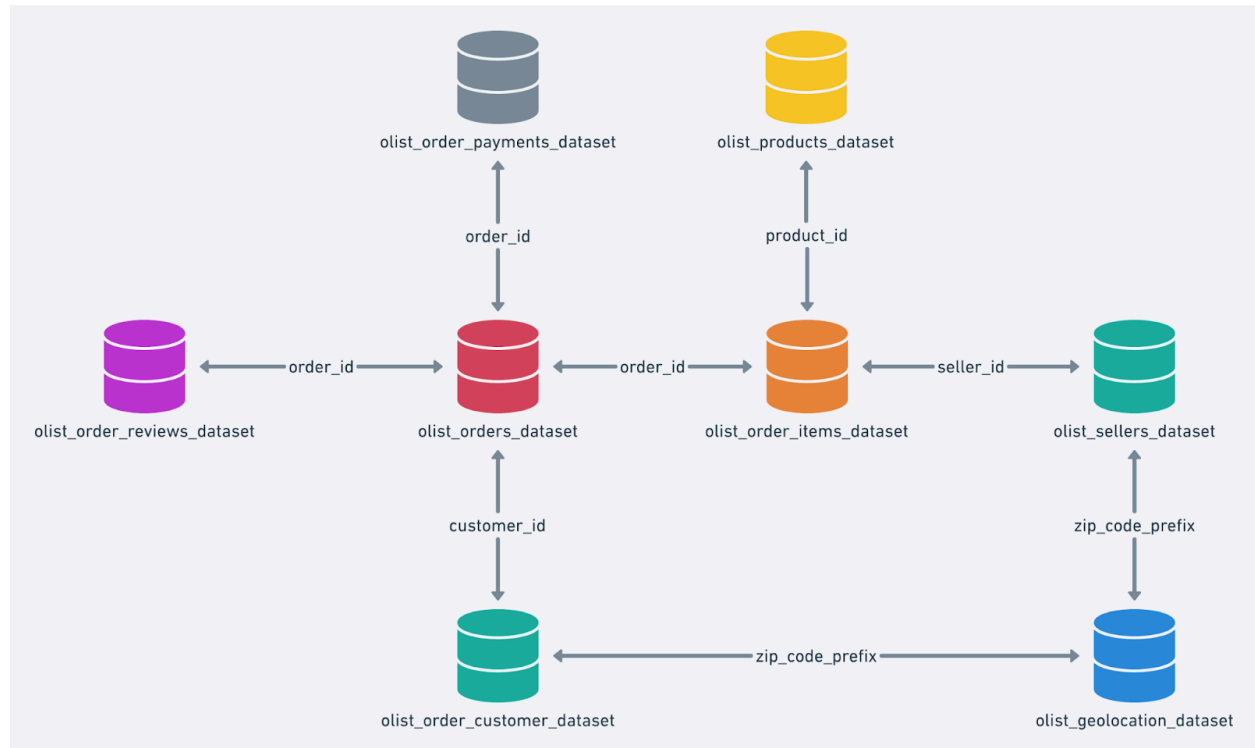 olist_order_payments_dataset
olist_products_dataset
order_id
product_id
order_id
order_id
seller_id
olist_order_reviews_dataset
olist_orders_dataset
olist_order_items_dataset
olist_sellers_dataset
customer_id
zip_code_prefix
zip_code_prefix
olist_order_customer_dataset
olist_geolocation_dataset